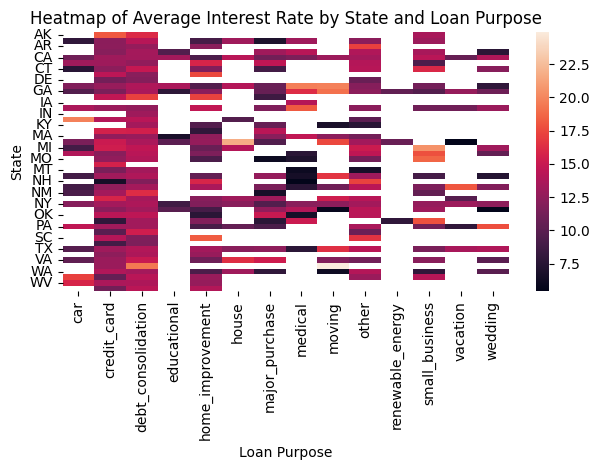 Heatmap of Average Interest Rate by State and Loan Purpose
State
AK
AR
CA
CT
DE
GA
IA
IN
KY
MA
MI
MO
MT
NH
NM
NY
OK
PA
SC
TX
VA
WA
WV
car
credit_card
debt_consolidation
educational
home_improvement
house
major_purchase
medical
moving
other
renewable_energy
small_business
vacation
wedding
Loan Purpose
22.5
20.0
17.5
15.0
12.5
10.0
7.5